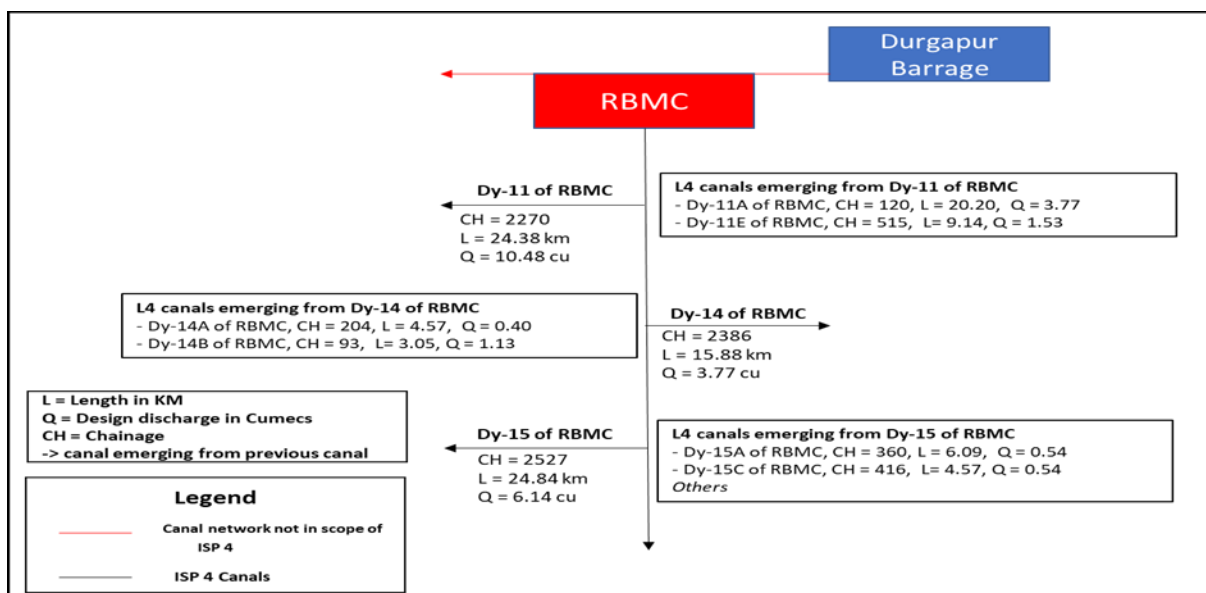 Durgapur
Barrage
RBMC
Dy-11 of RBMC
CH = 2270
L = 24.38 km
Q = 10.48 cu
L4 canals emerging from Dy-11 of RBMC
- Dy-11A of RBMC, CH = 120, L = 20.20, Q = 3.77
- Dy-11E of RBMC, CH = 515, L= 9.14, Q = 1.53
L4 canals emerging from Dy-14 of RBMC
- Dy-14A of RBMC, CH = 204, L = 4.57, Q = 0.40
- Dy-14B of RBMC, CH = 93, L= 3.05, Q = 1.13
Dy-14 of RBMC
CH = 2386
L = 15.88 km
Q = 3.77 cu
L = Length in KM
Q = Design discharge in Cumecs
CH = Chainage
-> canal emerging from previous canal
Dy-15 of RBMC
CH = 2527
L = 24.84 km
Q = 6.14 cu
L4 canals emerging from Dy-15 of RBMC
- Dy-15A of RBMC, CH = 360, L = 6.09, Q = 0.54
- Dy-15C of RBMC, CH = 416, L= 4.57, Q = 0.54
Others
Legend
Canal network not in scope of
ISP 4
ISP 4 Canals